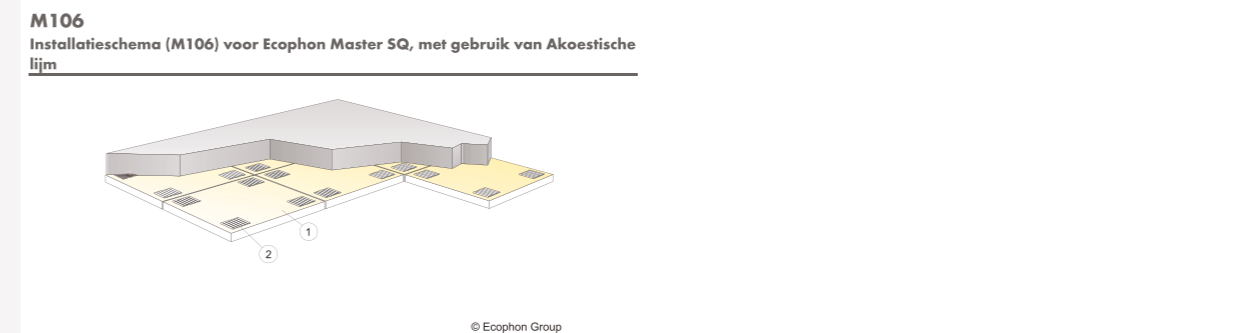 M106
Installatieschema (M106) voor Ecophon Master SQ, met gebruik van Akoestische
lijm
1
2
© Ecophon Group